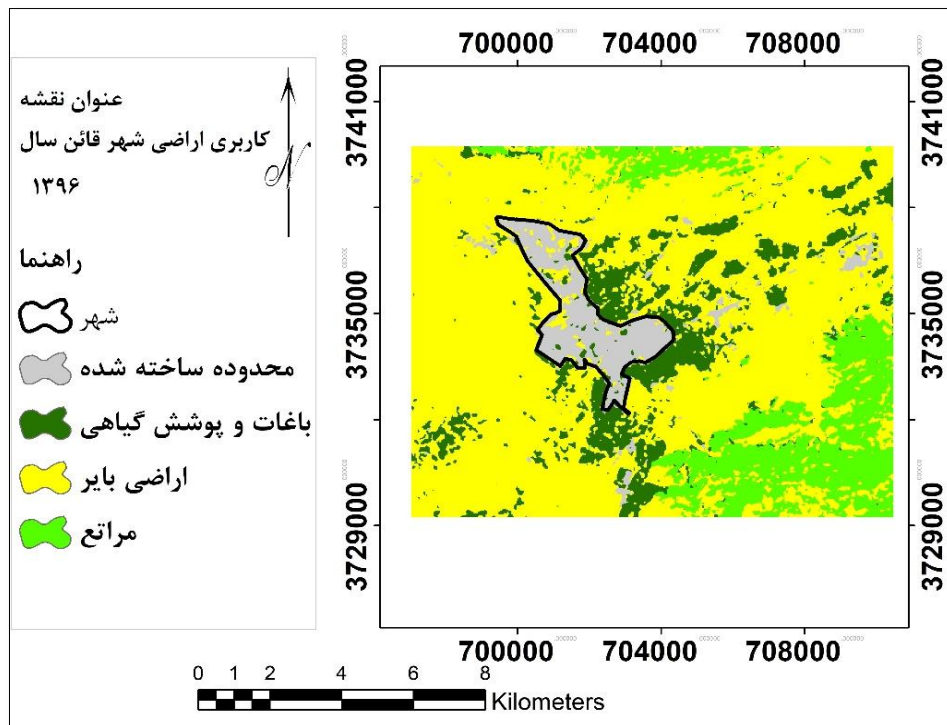 700000 704000 708000
عنوان نقشه
کاربری اراضی شهر قائن سال
۱۳۹۶
N
راهنما
شهر
محدوده ساخته شده
باغات و پوشش گیاهی
اراضی بایر
مراتع
3741000
3735000
3729000
3741000
3735000
3729000
700000 704000 708000
0 1 2 4 6 8
Kilometers